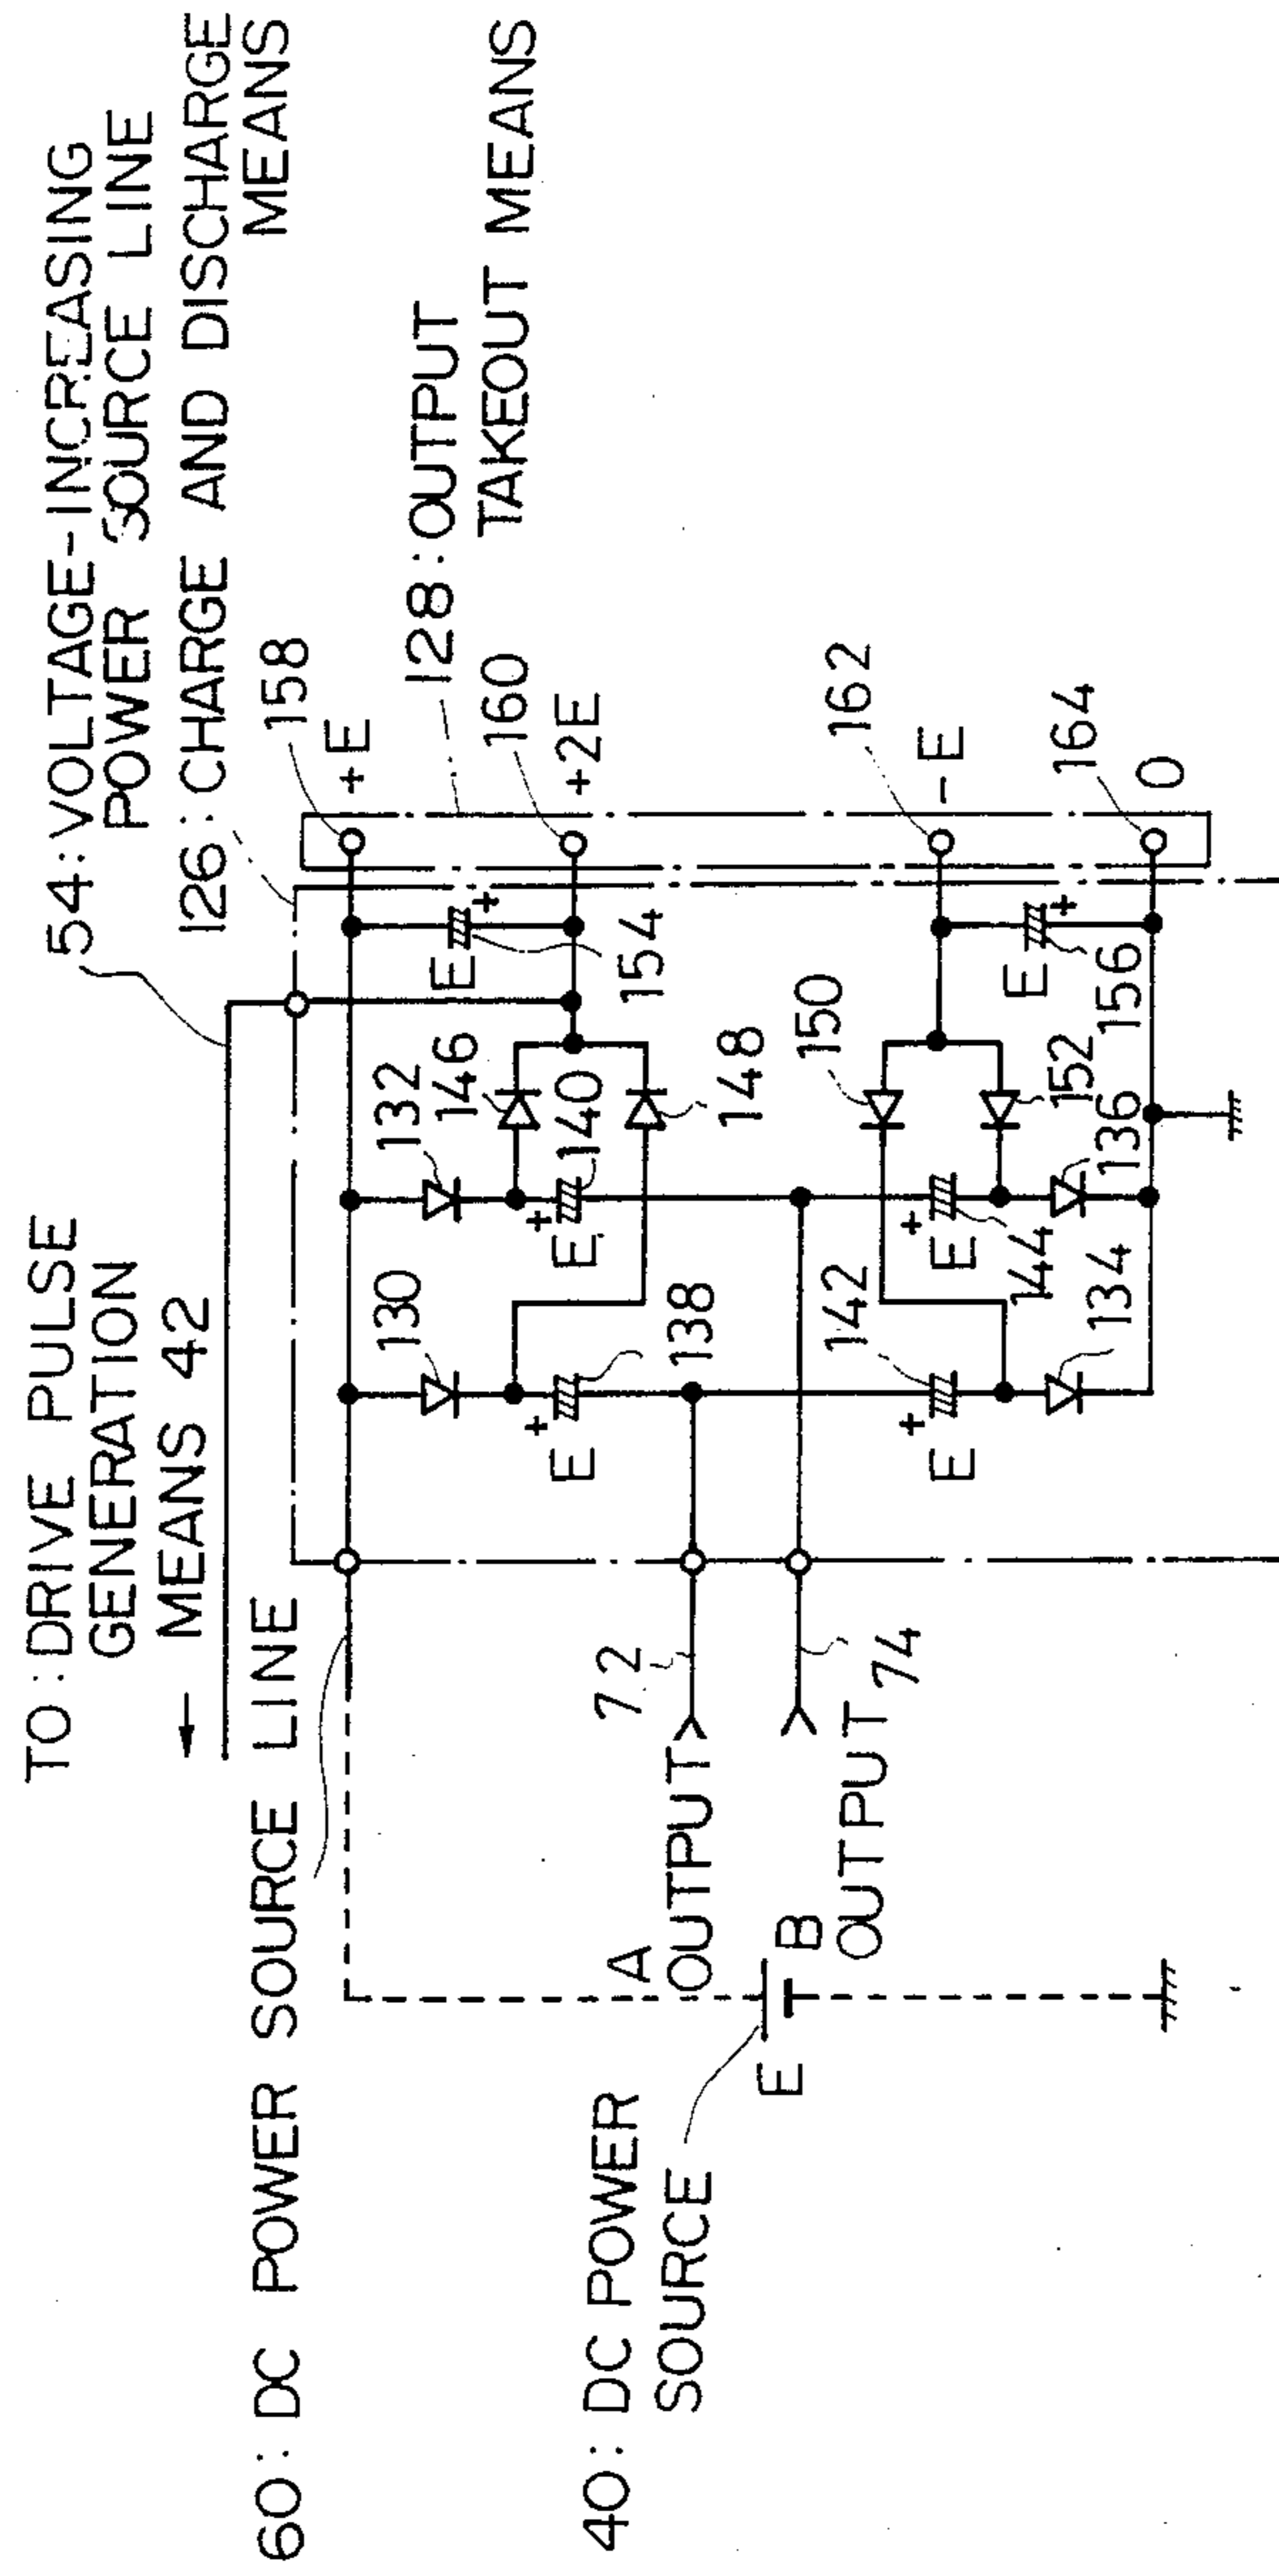 TO : DRIVE PULSE
GENERATION
MEANS 42
54 : VOLTAGE-INCREASING
POWER SOURCE LINE
126 : CHARGE AND DISCHARGE
MEANS
60 : DC POWER SOURCE LINE
158
+E
128 : OUTPUT
TAKEOUT MEANS
130
132
146
E
+
154
160
+2E
+
E
138
+
E
140
148
40 : DC POWER
SOURCE
E
A
OUTPUT
72
B
OUTPUT
74
142
+
E
+
E
144
150
152
134
136
E
+
156
162
-E
164
0